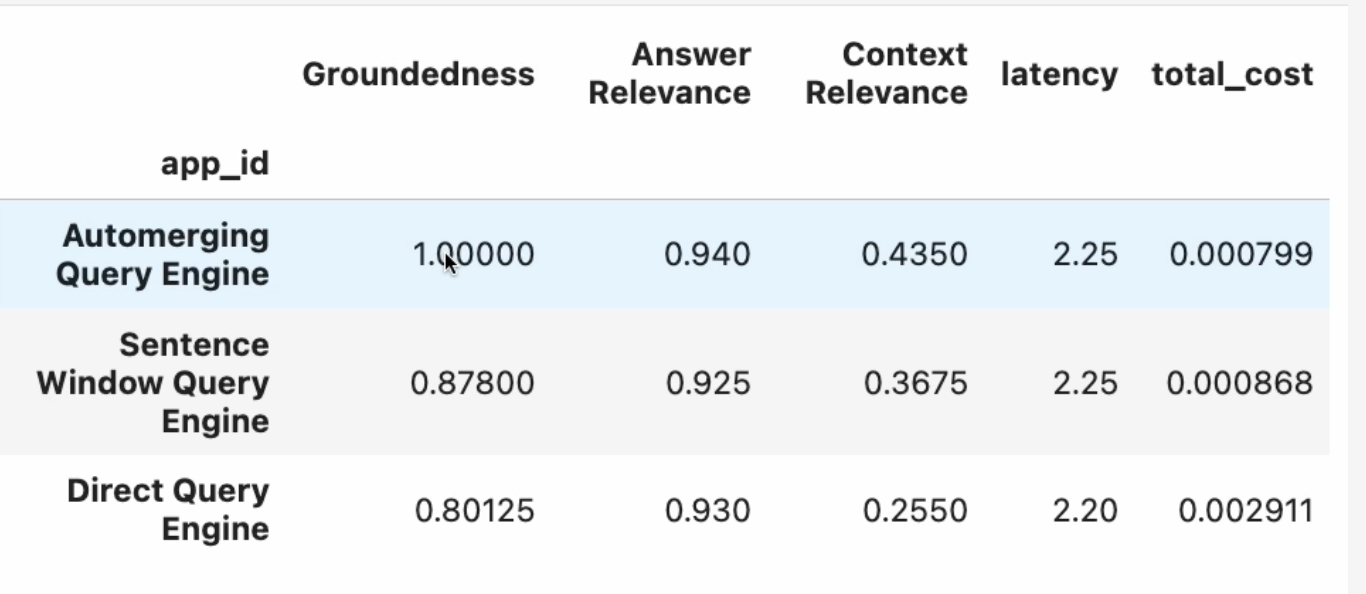 Groundedness Answer Relevance Context Relevance latency total_cost
app_id
Automerging Query Engine 1.00000 0.940 0.4350 2.25 0.000799
Sentence Window Query Engine 0.87800 0.925 0.3675 2.25 0.000868
Direct Query Engine 0.80125 0.930 0.2550 2.20 0.002911